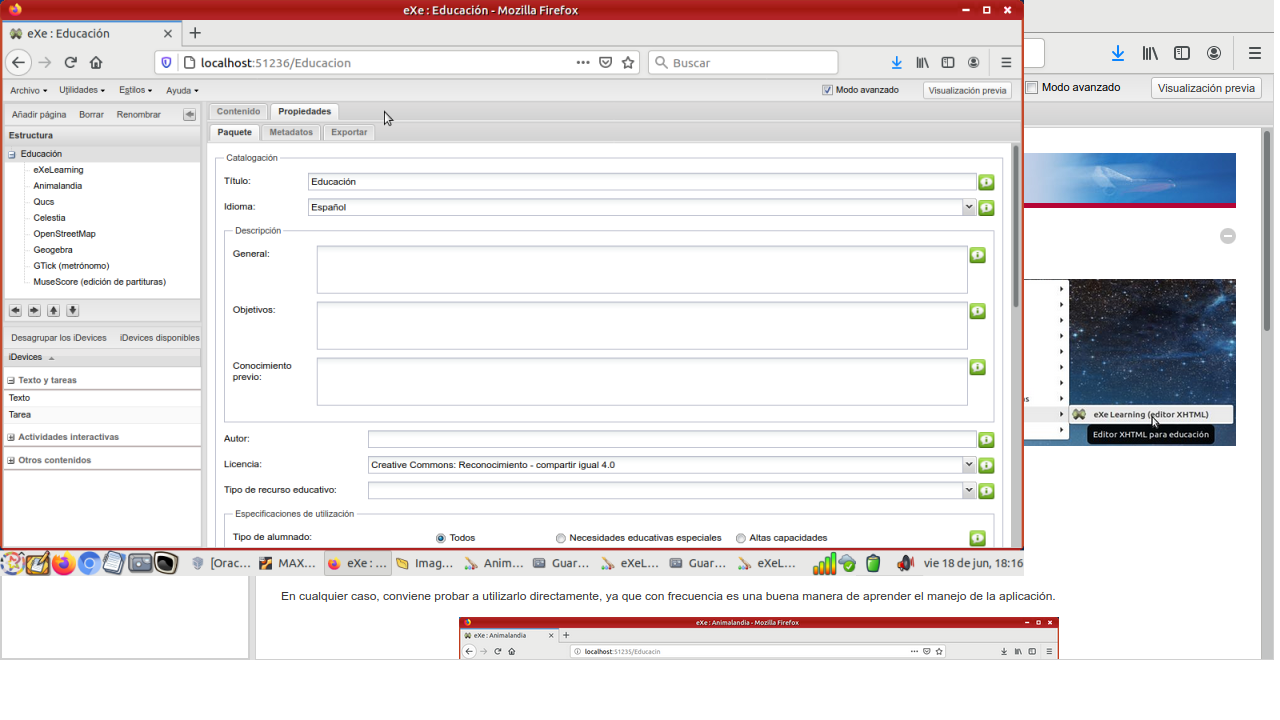 eXe : Educación - Mozilla Firefox
eXe : Educación
localhost:51236/Educacion
Buscar
Archivo Utilidades Estilos Ayuda
Modo avanzado Visualización previa
Modo avanzado Visualización previa
Añadir página Borrar Renombrar
Contenido Propiedades
Paquete Metadatos Exportar
Estructura
Educación
eXeLearning
Animalandia
Qucs
Celestia
OpenStreetMap
Geogebra
GTick (metrónomo)
MuseScore (edición de partituras)
Desagrupar los iDevices iDevices disponibles
iDevices
Texto y tareas
Texto
Tarea
Actividades interactivas
Otros contenidos
Catalogación
Título: Educación
Idioma: Español
Descripción
General:
Objetivos:
Conocimiento
previo:
Autor:
Licencia: Creative Commons: Reconocimiento - compartir igual 4.0
Tipo de recurso educativo:
Especificaciones de utilización
Tipo de alumnado: Todos Necesidades educativas especiales Altas capacidades
eXe Learning (editor XHTML)
Editor XHTML para educación
[Orac... MAX... eXe : ... Imag... Anim... Guar... eXeL... Guar... eXeL... vie 18 de jun, 18:16
En cualquier caso, conviene probar a utilizarlo directamente, ya que con frecuencia es una buena manera de aprender el manejo de la aplicación.
eXe : Animalandia - Mozilla Firefox
eXe : Animalandia
localhost:51235/Educacin